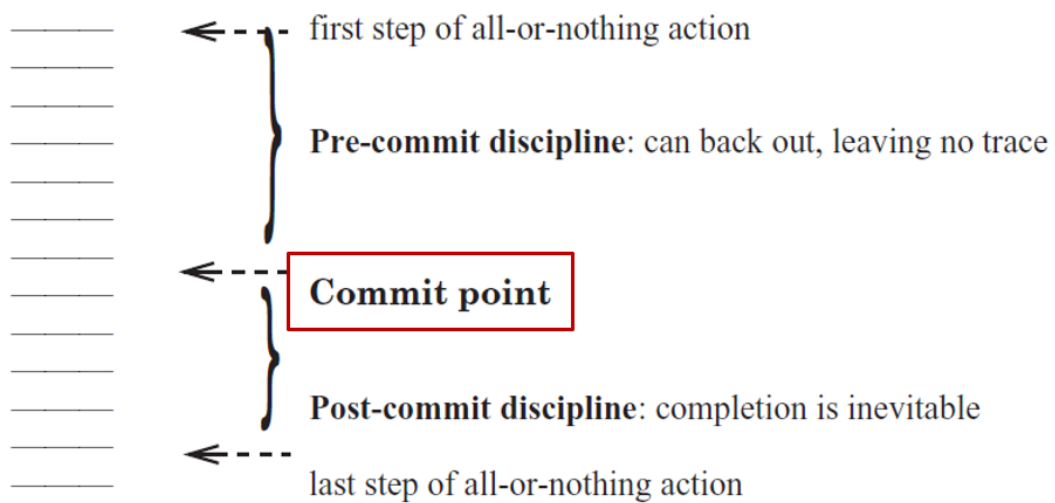 first step of all-or-nothing action
Pre-commit discipline: can back out, leaving no trace
Commit point
Post-commit discipline: completion is inevitable
last step of all-or-nothing action